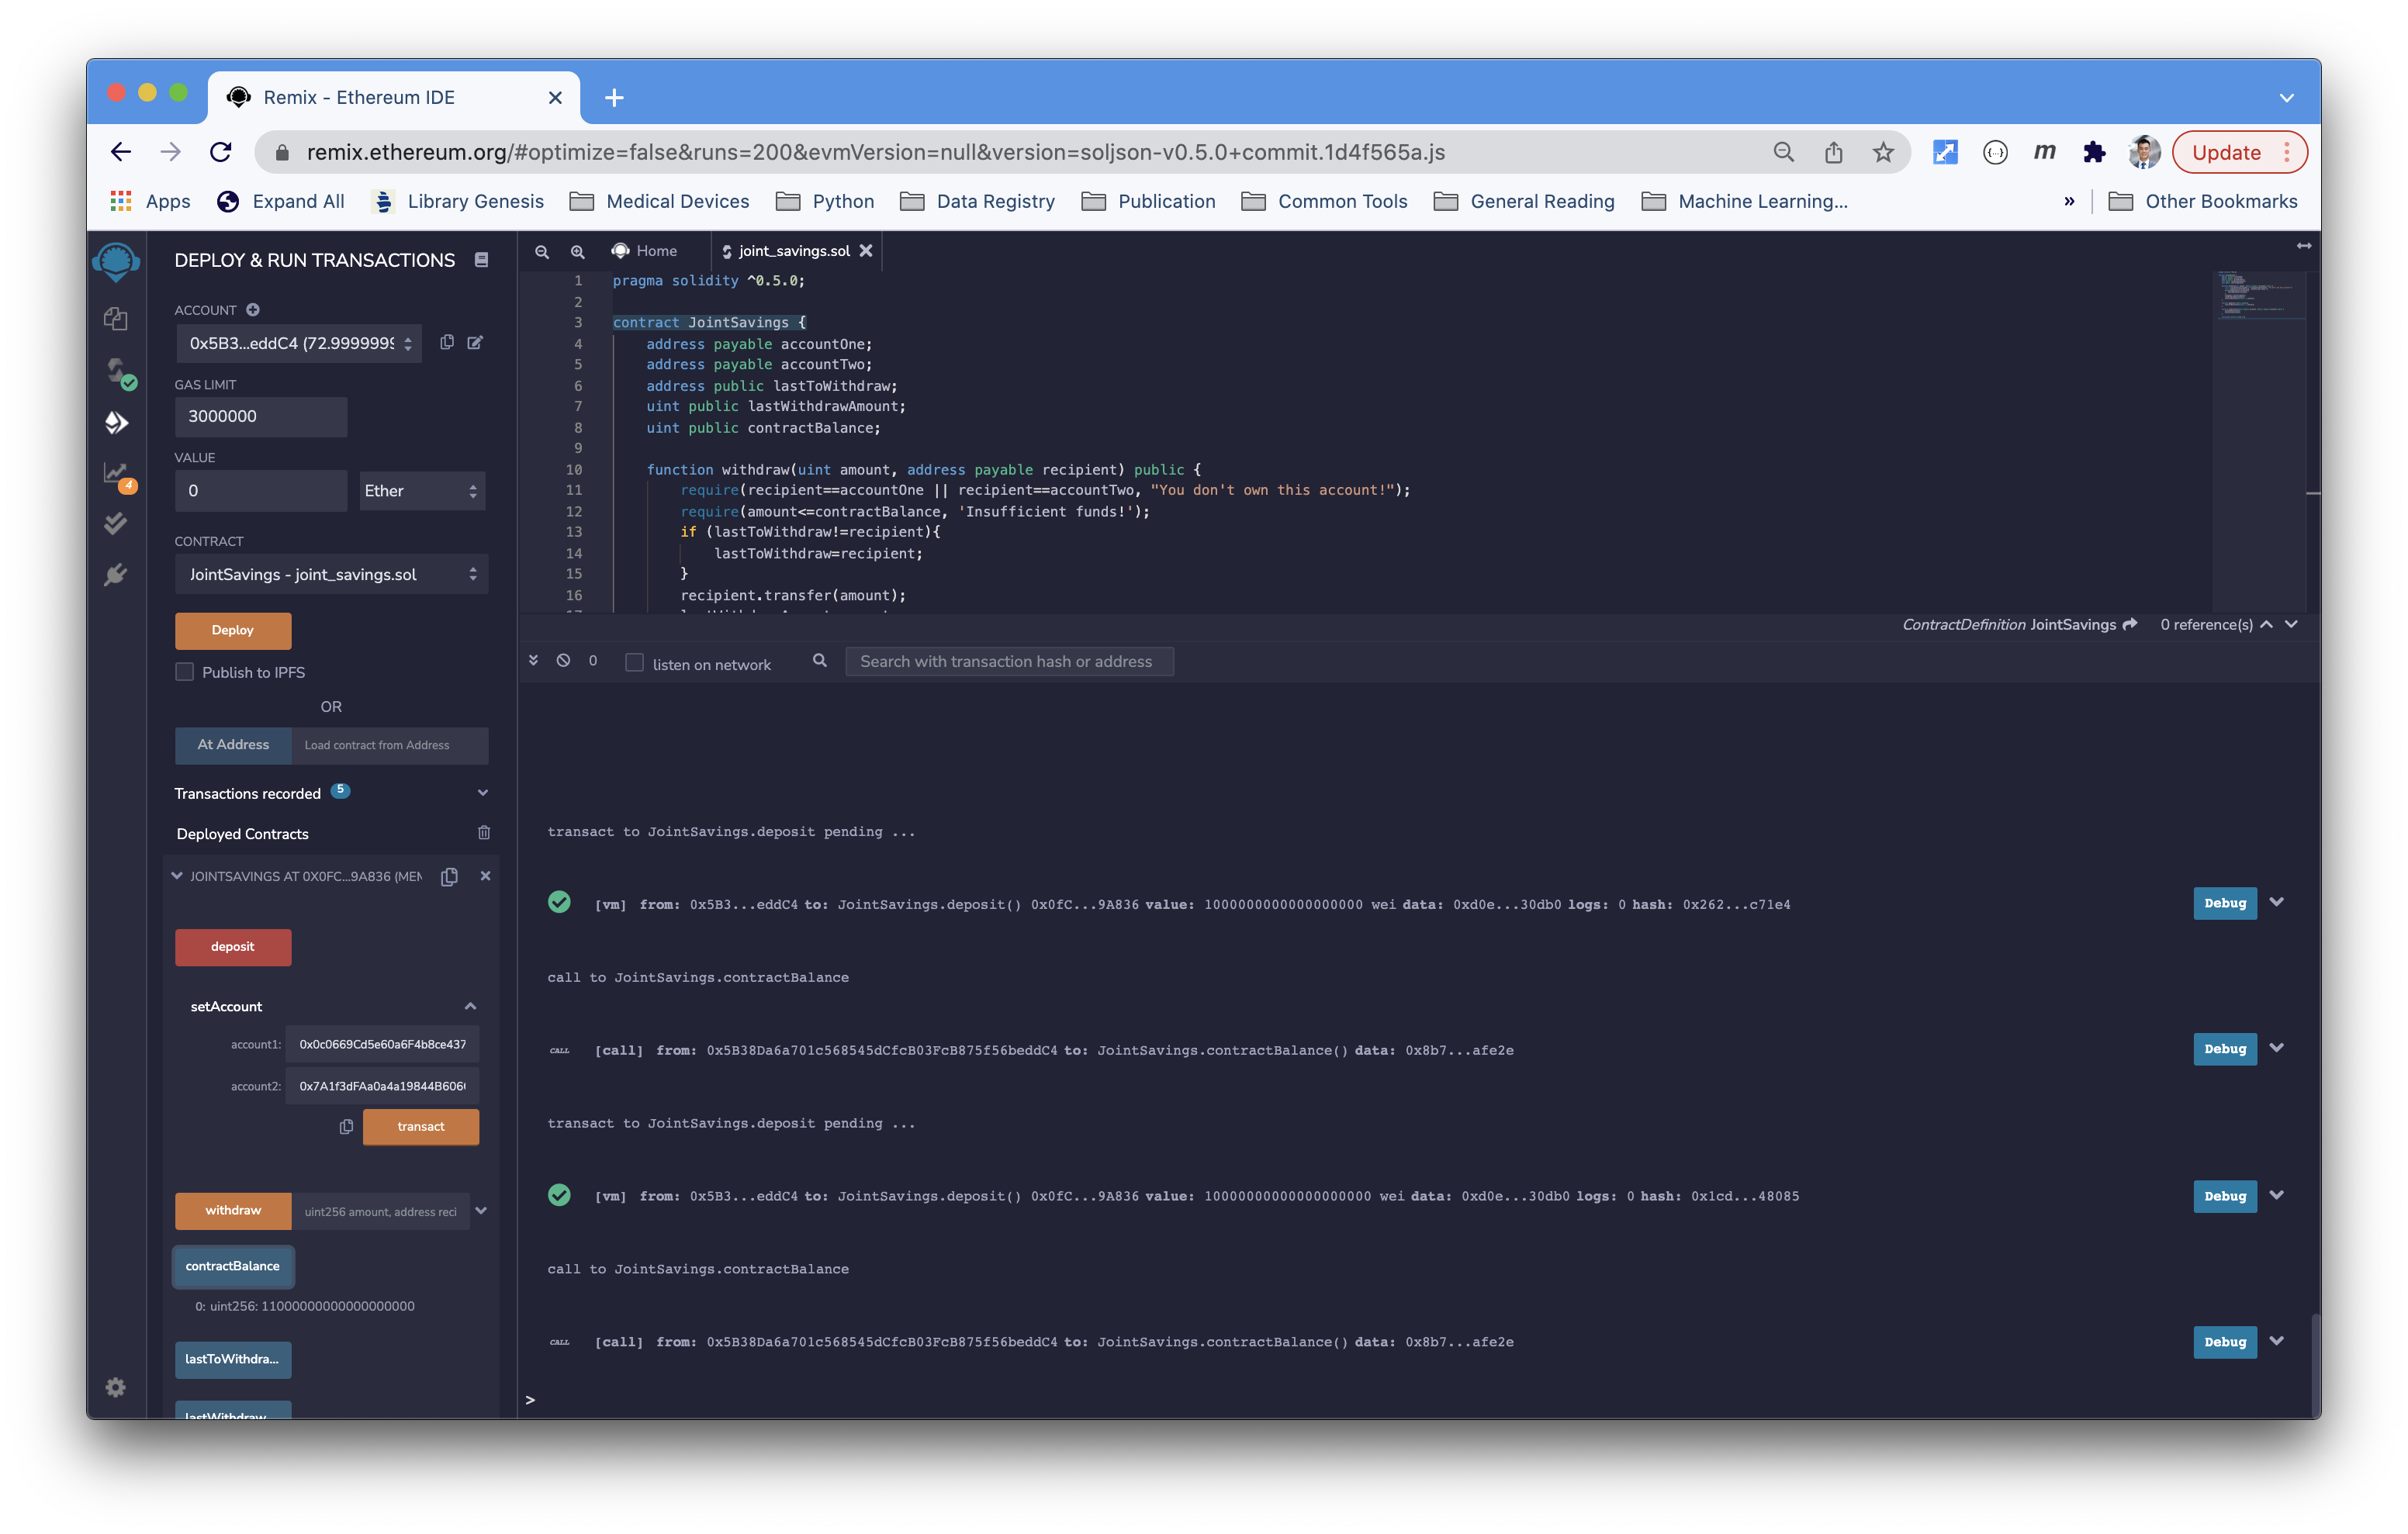 Remix - Ethereum IDE
remix.ethereum.org/#optimize=false&runs=200&evmVersion=null&version=soljson-v0.5.0+commit.1d4f565a.js
m
Update
Apps
Expand All
Library Genesis
Medical Devices
Python
Data Registry
Publication
Common Tools
General Reading
Machine Learning...
»
Other Bookmarks
DEPLOY & RUN TRANSACTIONS
ACCOUNT
0x5B3...eddC4 (72.9999999
GAS LIMIT
3000000
VALUE
0
Ether
4
CONTRACT
JointSavings - joint_savings.sol
Deploy
Publish to IPFS
OR
At Address
Load contract from Address
Transactions recorded 5
Deployed Contracts
JOINTSAVINGS AT 0X0FC...9A836 (MEM
deposit
setAccount
account1: 0x0c0669Cd5e60a6F4b8ce437
account2: 0x7A1f3dFAa0a4a19844B606
transact
withdraw
uint256 amount, address reci
contractBalance
0: uint256: 11000000000000000000
lastToWithdra...
lastWithdraw
Home
joint_savings.sol
1 pragma solidity ^0.5.0;
2
3 contract JointSavings {
4 address payable accountOne;
5 address payable accountTwo;
6 address public lastToWithdraw;
7 uint public lastWithdrawAmount;
8 uint public contractBalance;
9
10 function withdraw(uint amount, address payable recipient) public {
11 require(recipient==accountOne || recipient==accountTwo, "You don't own this account!");
12 require(amount<=contractBalance, 'Insufficient funds!');
13 if (lastToWithdraw!=recipient){
14 lastToWithdraw=recipient;
15 }
16 recipient.transfer(amount);
ContractDefinition JointSavings 0 reference(s)
0
listen on network
Search with transaction hash or address
transact to JointSavings.deposit pending ...
[vm] from: 0x5B3...eddC4 to: JointSavings.deposit() 0x0fC...9A836 value: 1000000000000000000 wei data: 0xd0e...30db0 logs: 0 hash: 0x262...c71e4
Debug
call to JointSavings.contractBalance
CALL [call] from: 0x5B38Da6a701c568545dCfcB03FcB875f56beddC4 to: JointSavings.contractBalance() data: 0x8b7...afe2e
Debug
transact to JointSavings.deposit pending ...
[vm] from: 0x5B3...eddC4 to: JointSavings.deposit() 0x0fC...9A836 value: 10000000000000000000 wei data: 0xd0e...30db0 logs: 0 hash: 0x1cd...48085
Debug
call to JointSavings.contractBalance
CALL [call] from: 0x5B38Da6a701c568545dCfcB03FcB875f56beddC4 to: JointSavings.contractBalance() data: 0x8b7...afe2e
Debug
>